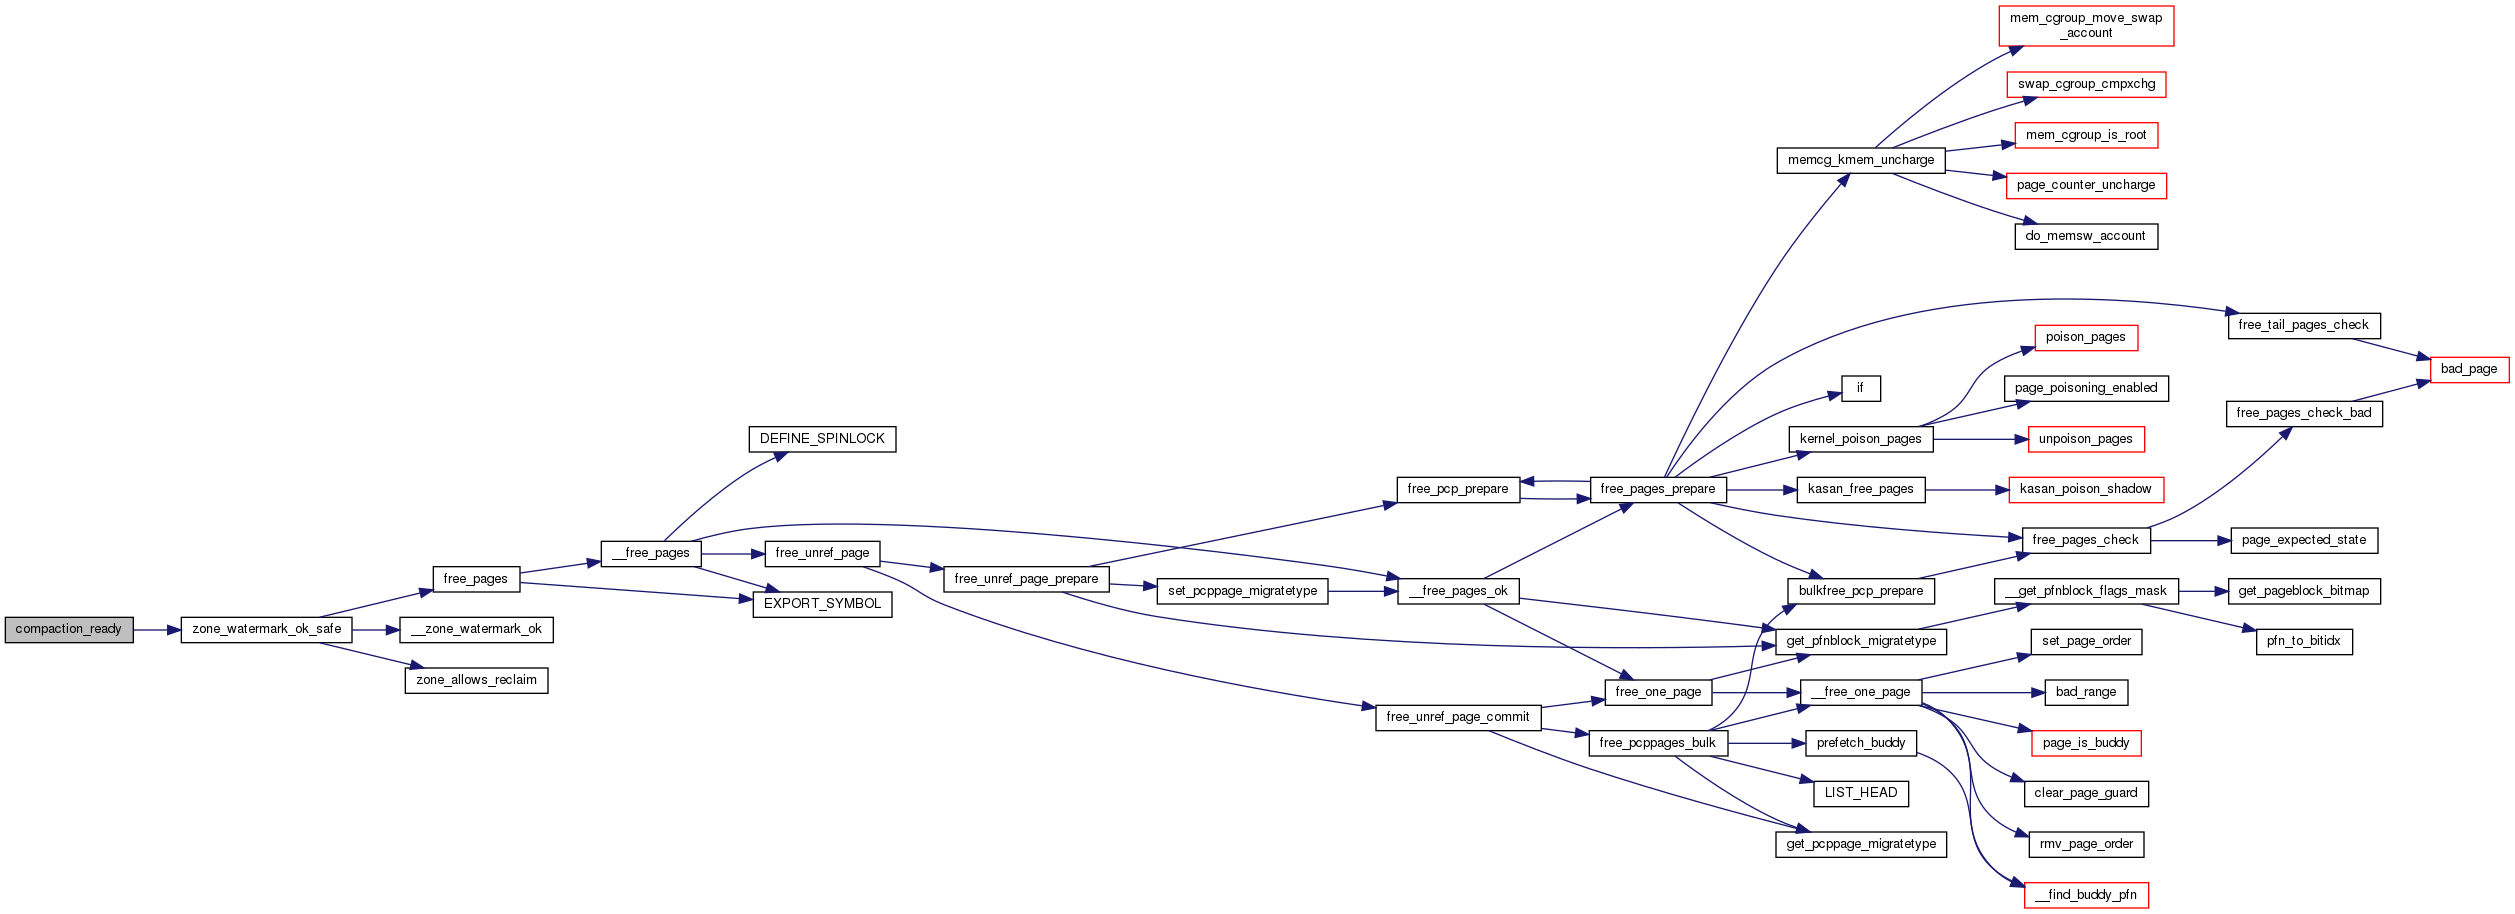 mem_cgroup_move_swap
_account
swap_cgroup_cmpxchg
mem_cgroup_is_root
memcg_kmem_uncharge
page_counter_uncharge
do_memsw_account
free_tail_pages_check
poison_pages
bad_page
if
page_poisoning_enabled
free_pages_check_bad
DEFINE_SPINLOCK
kernel_poison_pages
unpoison_pages
free_pcp_prepare
free_pages_prepare
kasan_free_pages
kasan_poison_shadow
__free_pages
free_unref_page
free_pages_check
page_expected_state
free_pages
free_unref_page_prepare
set_pcppage_migratetype
__free_pages_ok
bulkfree_pcp_prepare
__get_pfnblock_flags_mask
get_pageblock_bitmap
EXPORT_SYMBOL
compaction_ready
zone_watermark_ok_safe
__zone_watermark_ok
get_pfnblock_migratetype
set_page_order
pfn_to_bitidx
zone_allows_reclaim
free_one_page
__free_one_page
bad_range
free_unref_page_commit
free_pcppages_bulk
prefetch_buddy
page_is_buddy
LIST_HEAD
clear_page_guard
get_pcppage_migratetype
rmv_page_order
__find_buddy_pfn